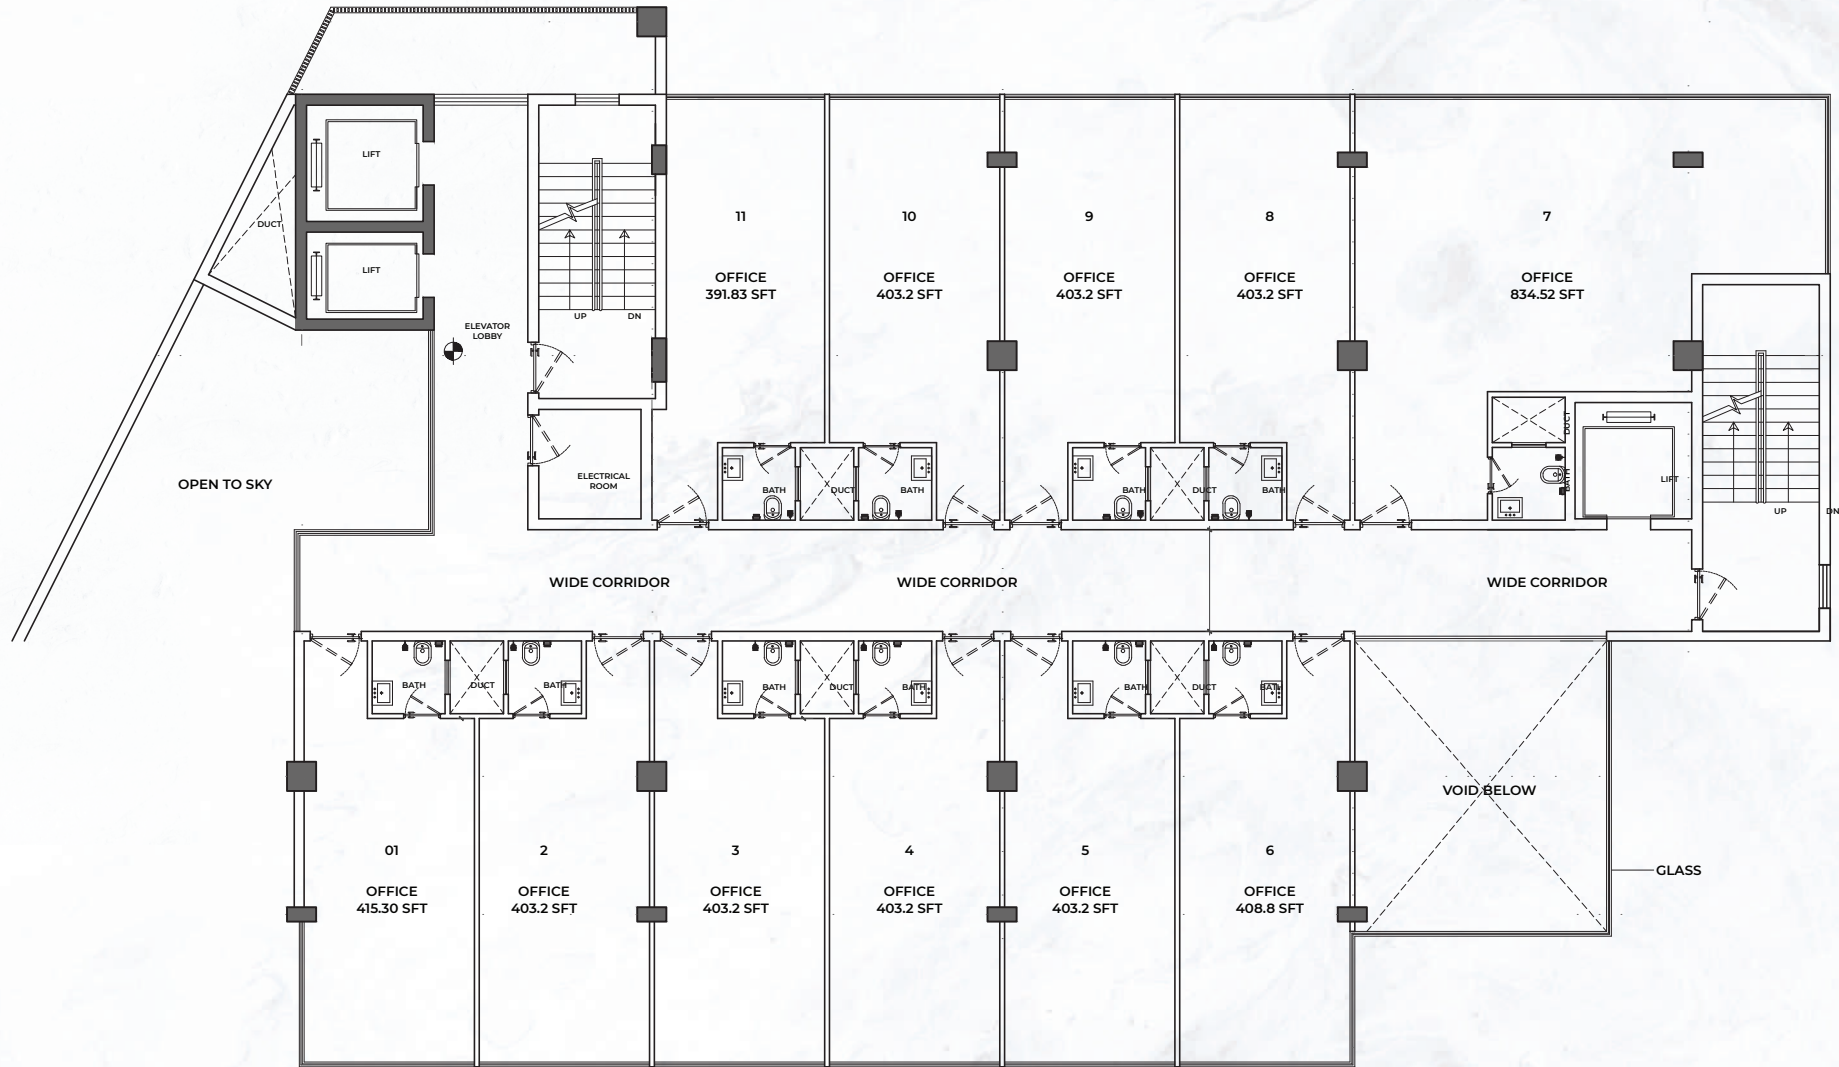 LIFT
DUCT
LIFT
ELEVATOR
LOBBY
UP
DN
ELECTRICAL
ROOM
OPEN TO SKY
11
OFFICE
391.83 SFT
10
OFFICE
403.2 SFT
9
OFFICE
403.2 SFT
8
OFFICE
403.2 SFT
7
OFFICE
834.52 SFT
BATH
DUCT
BATH
BATH
DUCT
BATH
DUCT
BATH
LIFT
UP
DN
WIDE CORRIDOR
WIDE CORRIDOR
WIDE CORRIDOR
BATH
DUCT
BATH
BATH
DUCT
BATH
BATH
DUCT
BATH
01
OFFICE
415.30 SFT
2
OFFICE
403.2 SFT
3
OFFICE
403.2 SFT
4
OFFICE
403.2 SFT
5
OFFICE
403.2 SFT
6
OFFICE
408.8 SFT
VOID BELOW
GLASS